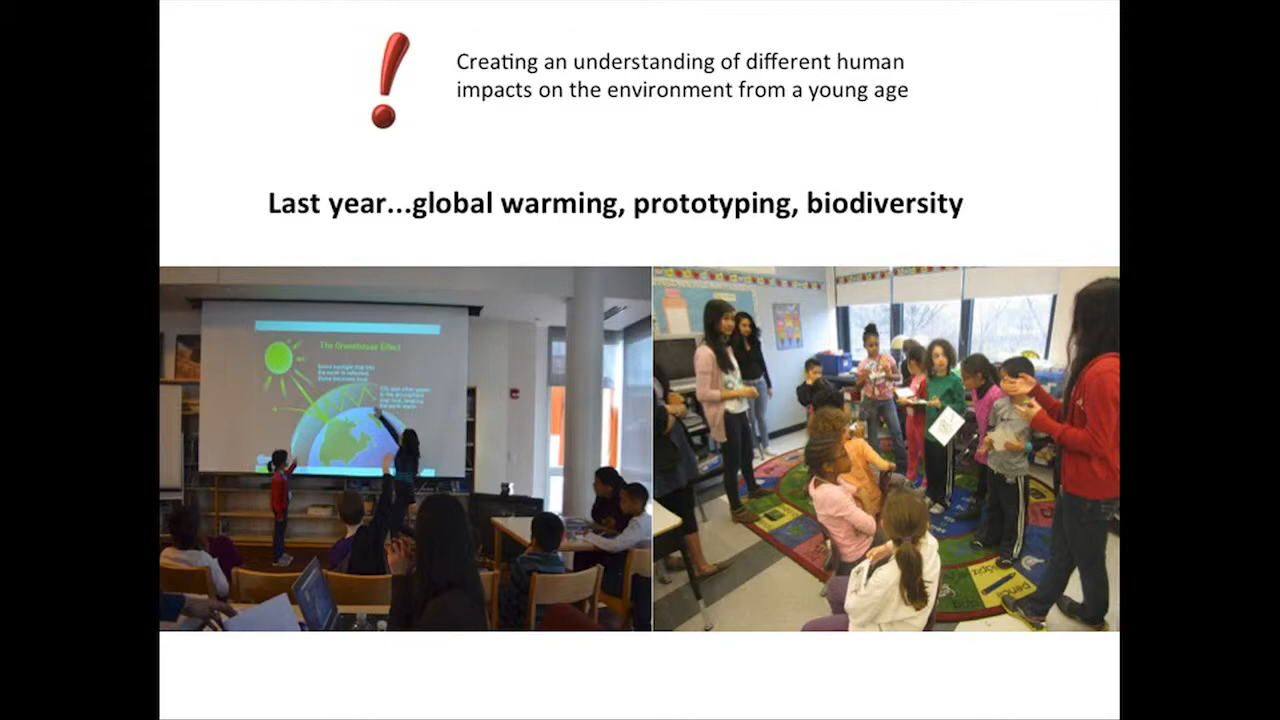 Creating an understanding of different human
impacts on the environment from a young age
Last year...global warming, prototyping, biodiversity
The Greenhouse Effect